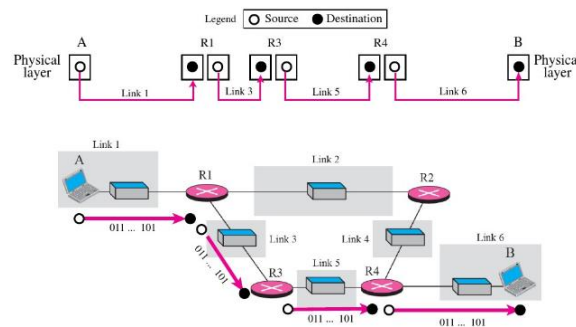 Legend Source Destination
A R1 R3 R4 B
Physical layer Physical layer
Link 1 Link 3 Link 5 Link 6
Link 1
A
R1 Link 2 R2
011 ... 101
Link 3 Link 4 Link 6
011 ... 101
B
R3 Link 5 R4
011 ... 101 011 ... 101